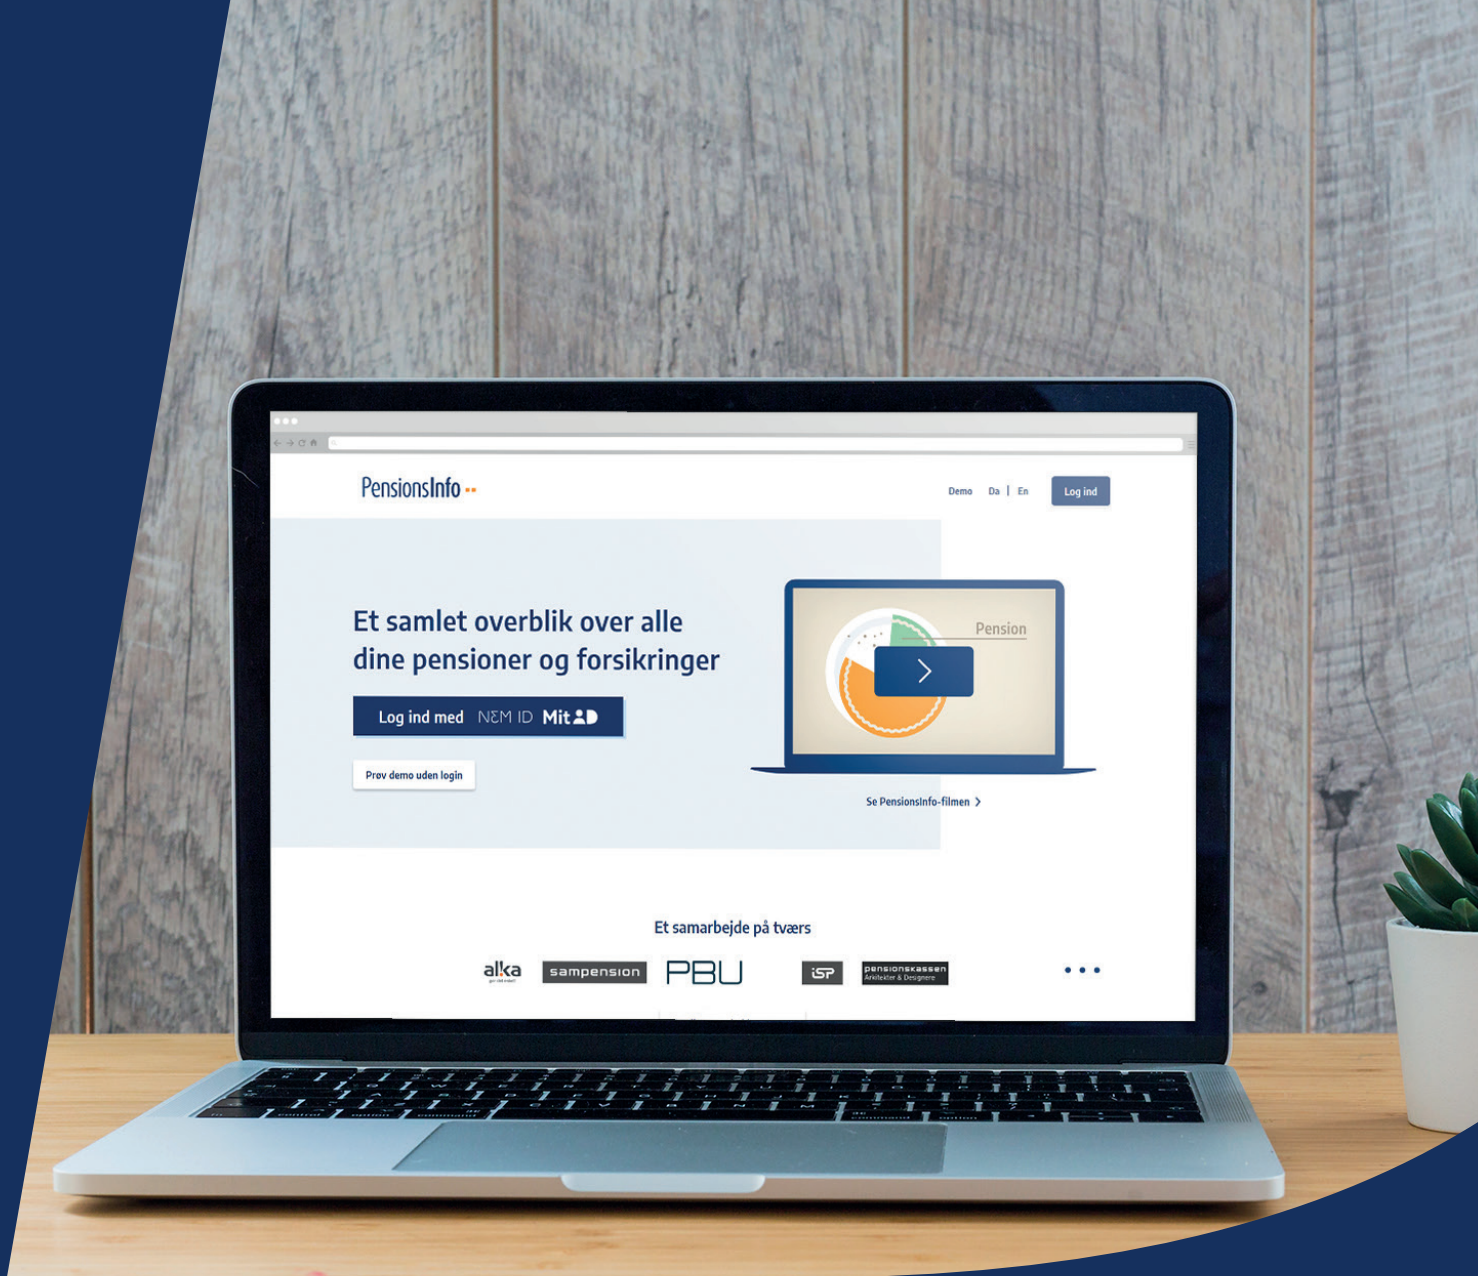 PensionsInfo
Demo Da | En Log ind
Et samlet overblik over alle
dine pensioner og forsikringer
Pension
Log ind med NEM ID Mit ID
Prøv demo uden login
Se PensionsInfo-filmen >
Et samarbejde på tværs
alka sampension PBU iSP pensionskassen
Arkitekter & Designere